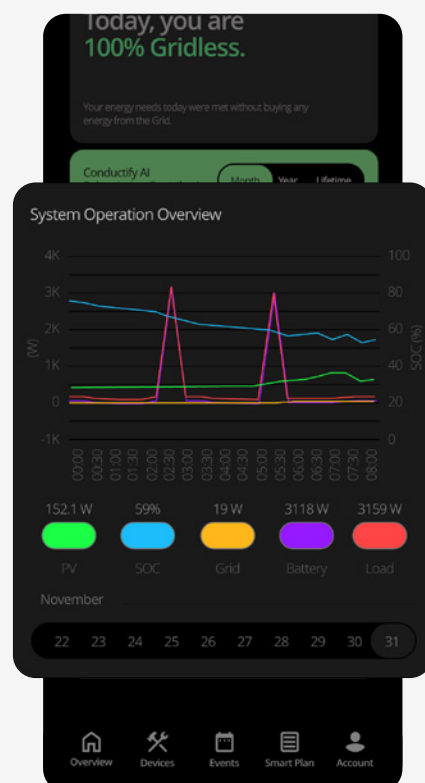 Today, you are
100% Gridless.
Your energy needs today were met without buying any
energy from the Grid.
Conductify AI
Month Year Lifetime
System Operation Overview
4K 100
3K 80
2K 60
1K 40
0 20
-1K 0
(W)
SOC (%)
00:00 00:30 01:00 01:30 02:00 02:30 03:00 03:30 04:00 04:30 05:00 05:30 06:00 06:30 07:00 07:30 08:00
152.1 W 59% 19 W 3118 W 3159 W
PV SOC Grid Battery Load
November
22 23 24 25 26 27 28 29 30 31
Overview Devices Events Smart Plan Account